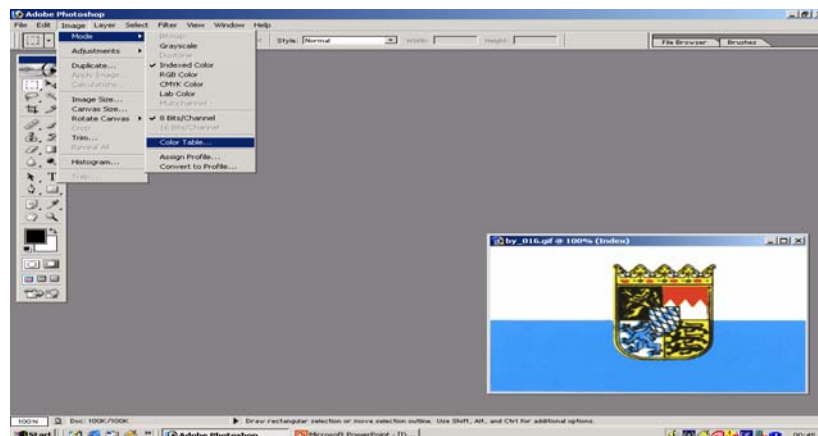 Adobe Photoshop
File Edit Image Layer Select Filter View Window Help
Style: Normal Width: Height:
File Browser Brushes
Mode
Adjustments
Duplicate...
Apply Image...
Calculations...
Image Size...
Canvas Size...
Rotate Canvas
Crop
Trim...
Reveal All
Histogram...
Trap...
Bitmap
Grayscale
Duotone
Indexed Color
RGB Color
CMYK Color
Lab Color
Multichannel
8 Bits/Channel
16 Bits/Channel
Color Table...
Assign Profile...
Convert to Profile...
by_016.gif @ 100% (Index)
100% Doc: 100K/100K Draw rectangular selection or move selection outline. Use Shift, Alt, and Ctrl for additional options.
Start Adobe Photoshop Microsoft PowerPoint - [ 00:45